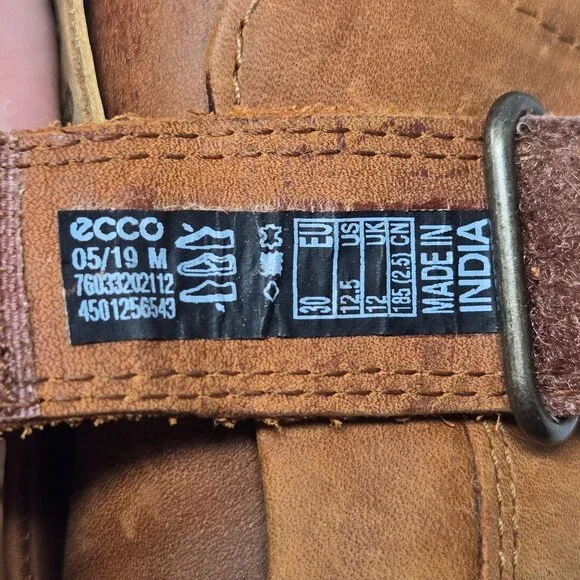 ecco
05/19 M
76033202112
4501256543
EU
30
US
12.5
UK
12
CN
185 (2.5)
MADE IN
INDIA